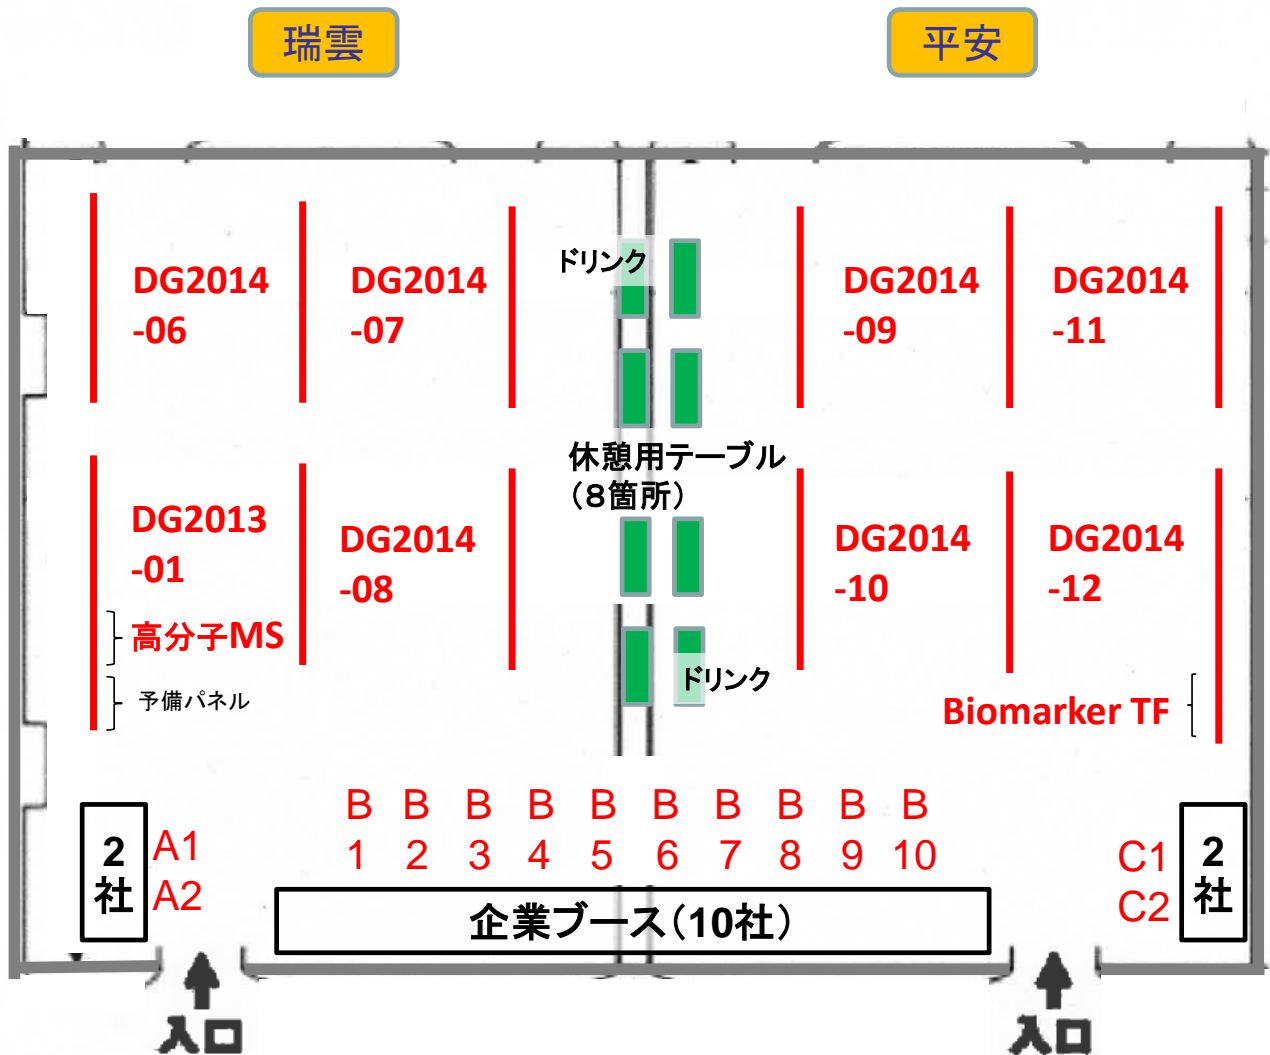 瑞雲
平安
ドリンク
DG2014
-06
DG2014
-07
DG2014
-09
DG2014
-11
休憩用テーブル
（８箇所）
DG2013
-01
DG2014
-08
DG2014
-10
DG2014
-12
高分子MS
予備パネル
ドリンク
Biomarker TF
B B B B B B B B B B
1 2 3 4 5 6 7 8 9 10
2
社
A1
A2
C1
C2
2
社
企業ブース（10社）
入口
入口